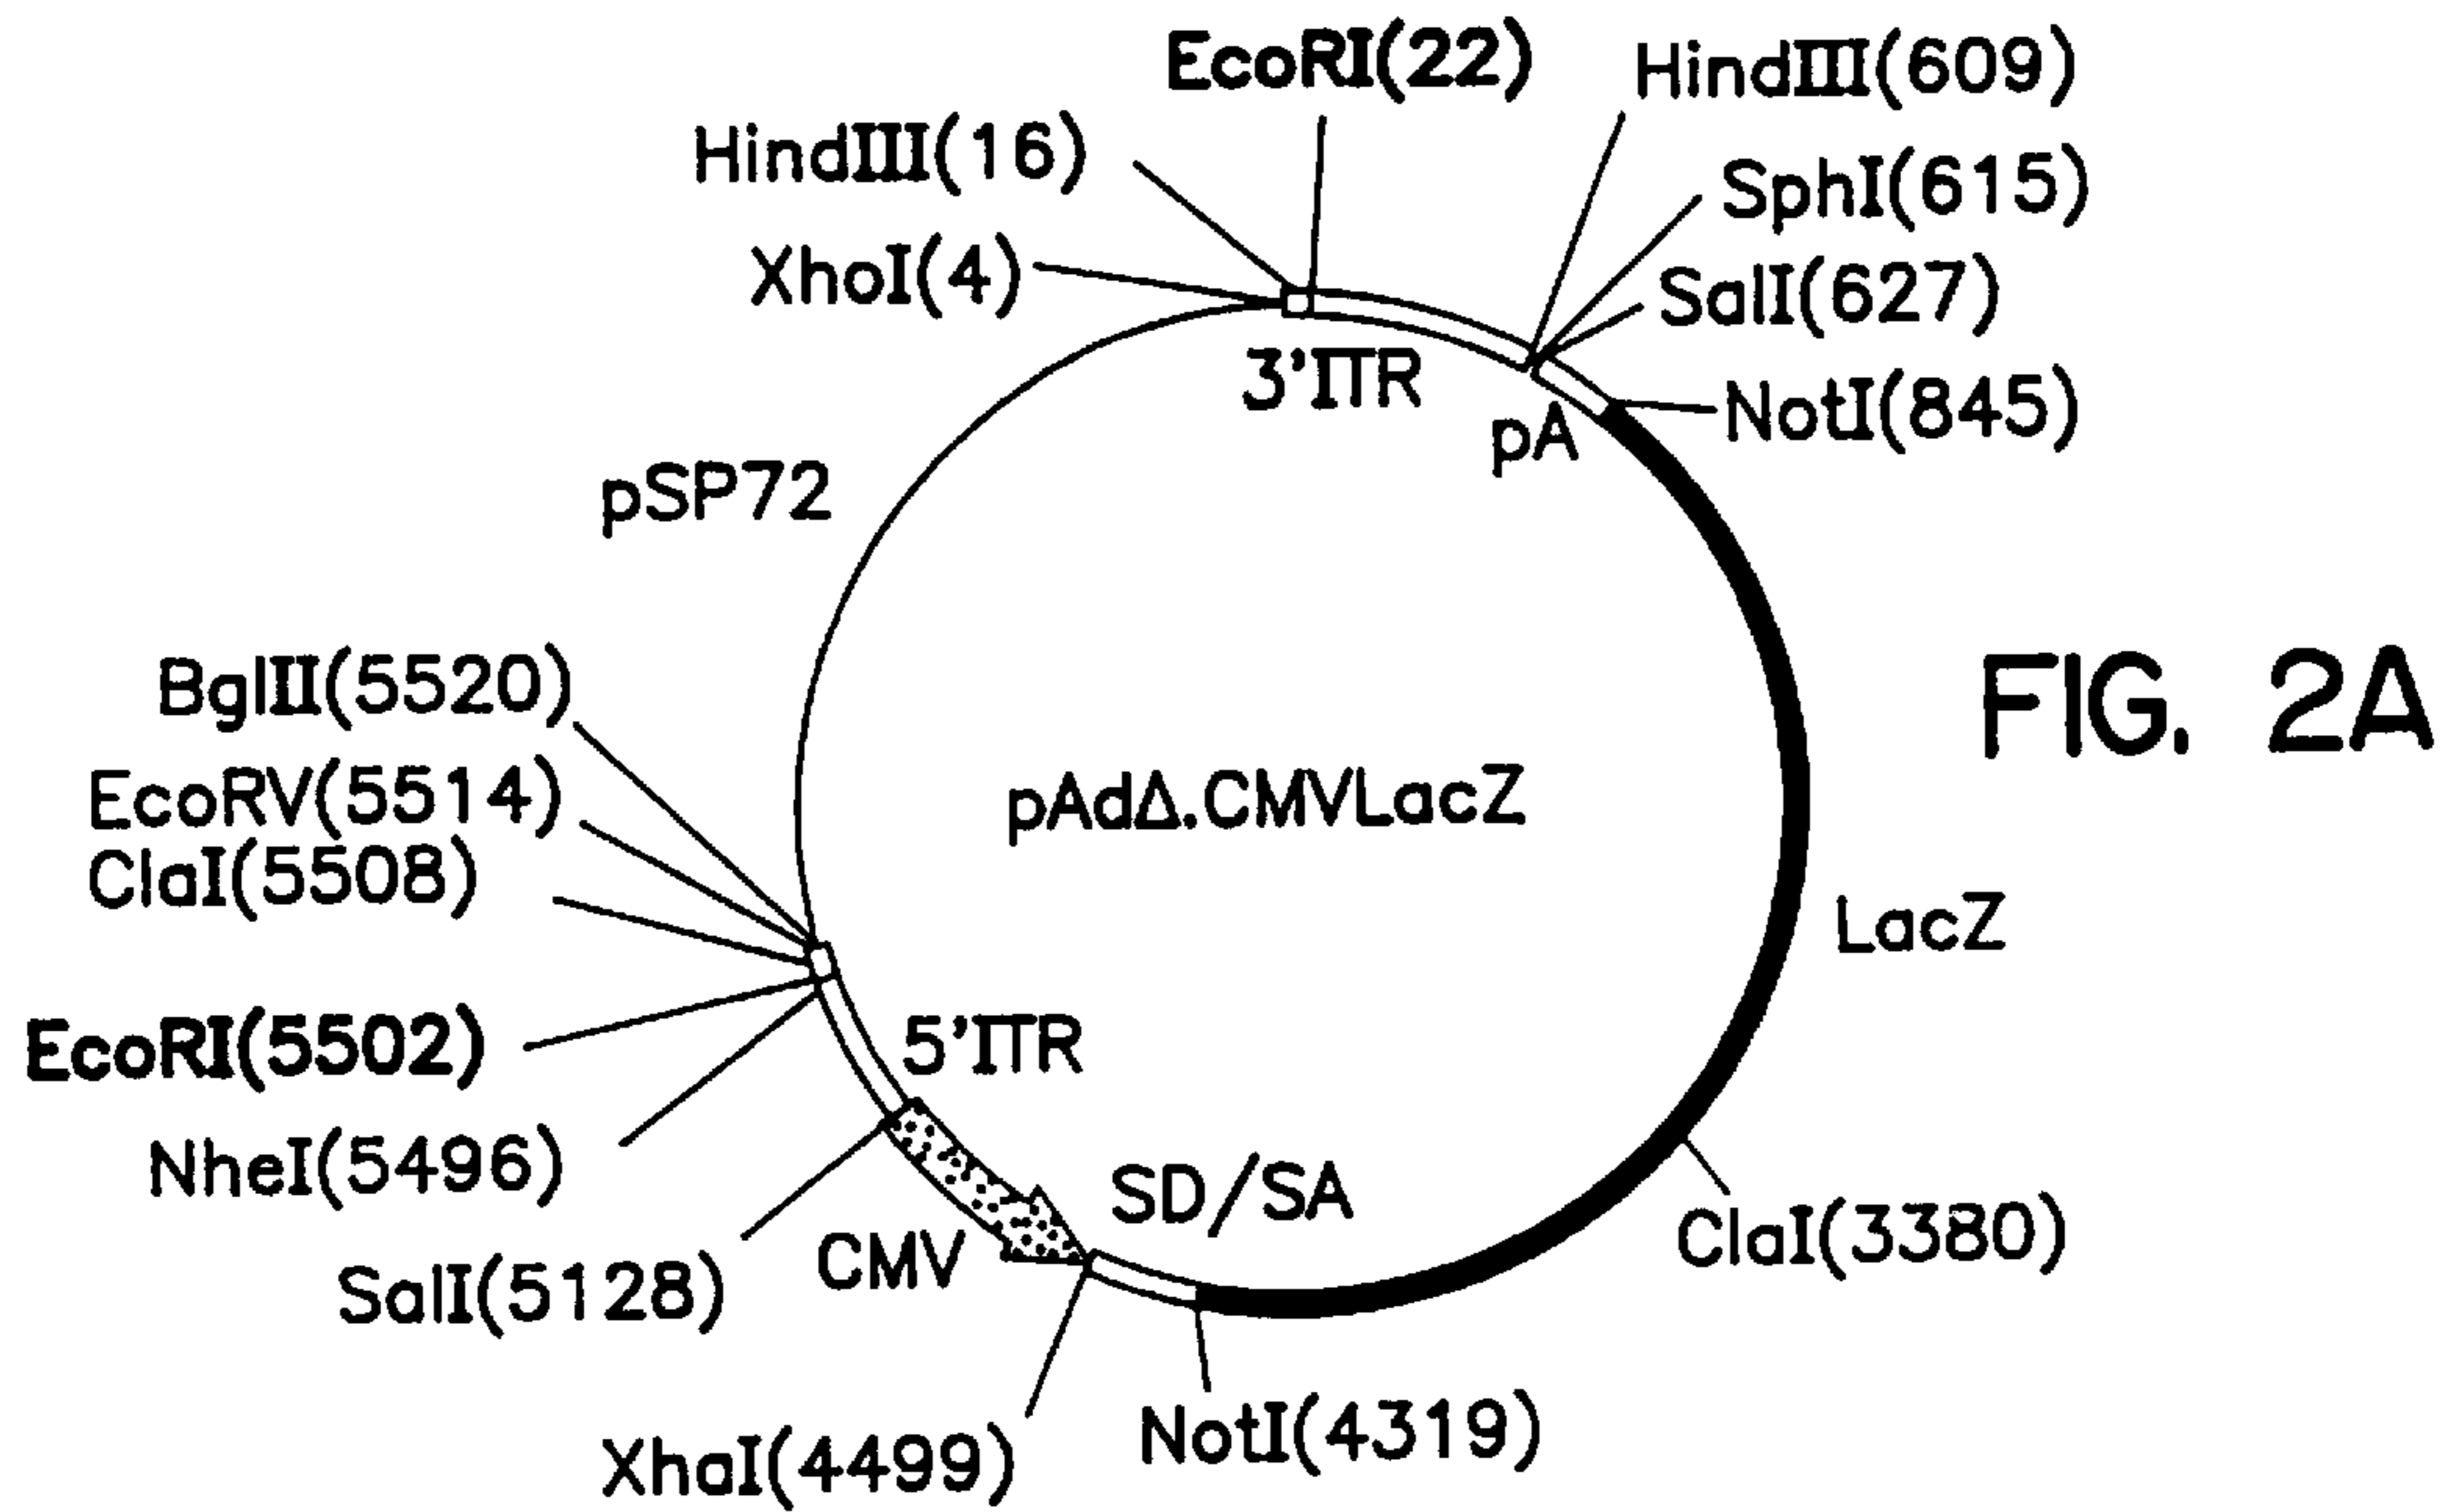 EcoRI(22)
HindIII(609)
HindIII(16)
SphI(615)
XhoI(4)
SalI(627)
3'ITR
NotI(845)
pA
pSP72
BglII(5520)
FIG. 2A
EcoRV(5514)
pAdΔ.CMVLacZ
ClaI(5508)
LacZ
EcoRI(5502)
5'ITR
NheI(5496)
SD/SA
ClaI(3380)
CMV
SalI(5128)
NotI(4319)
XhaI(4499)